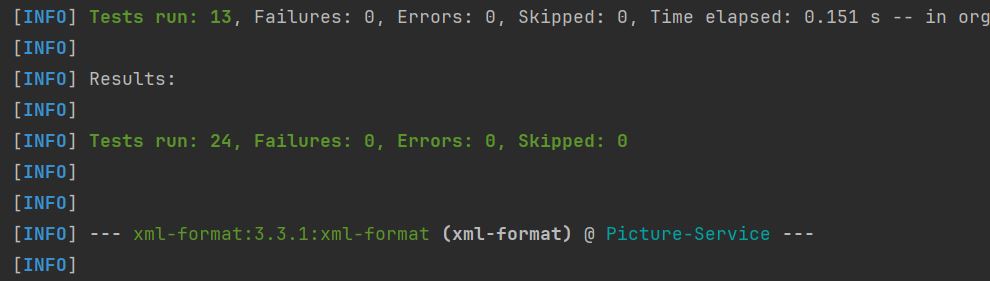 [INFO] Tests run: 13, Failures: 0, Errors: 0, Skipped: 0, Time elapsed: 0.151 s -- in org
[INFO]
[INFO] Results:
[INFO]
[INFO] Tests run: 24, Failures: 0, Errors: 0, Skipped: 0
[INFO]
[INFO]
[INFO] --- xml-format:3.3.1:xml-format (xml-format) @ Picture-Service ---
[INFO]